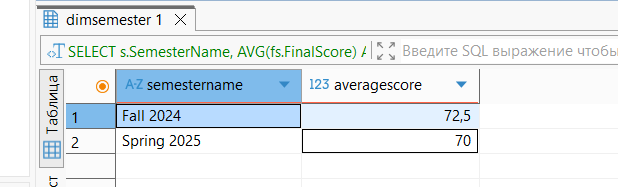 dimsemester 1
SELECT s.SemesterName, AVG(fs.FinalScore) A Введите SQL выражение чтобы
Таблица
A-Z semestername 123 averagescore
1 Fall 2024 72,5
2 Spring 2025 70